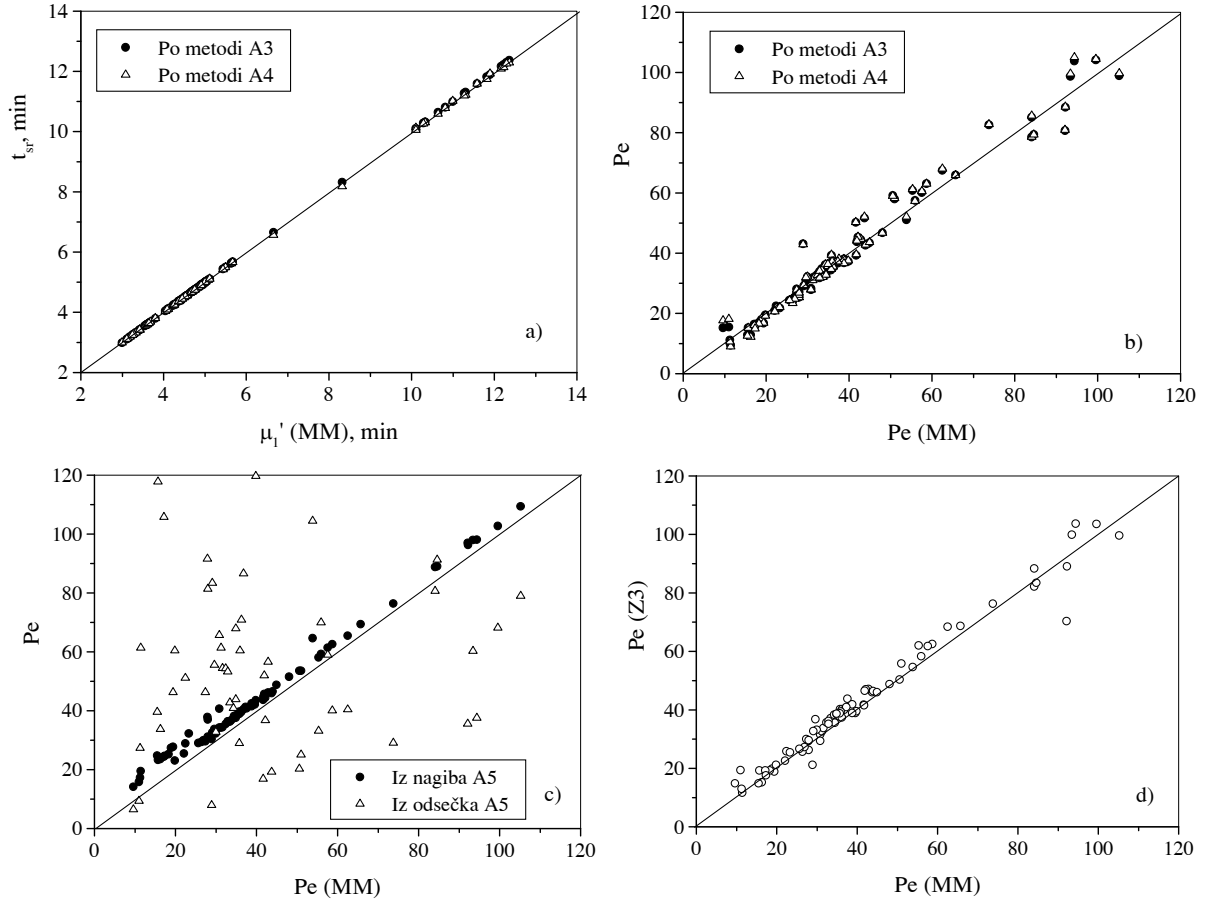 14
12
10
8
6
4
2
t_sr, min
Po metodi A3
Po metodi A4
a)
2 4 6 8 10 12 14
μ₁' (MM), min
120
100
80
60
40
20
0
Pe
Po metodi A3
Po metodi A4
b)
0 20 40 60 80 100 120
Pe (MM)
120
100
80
60
40
20
0
Pe
Iz nagiba A5
Iz odsečka A5
c)
0 20 40 60 80 100 120
Pe (MM)
120
100
80
60
40
20
0
Pe (Z3)
d)
0 20 40 60 80 100 120
Pe (MM)